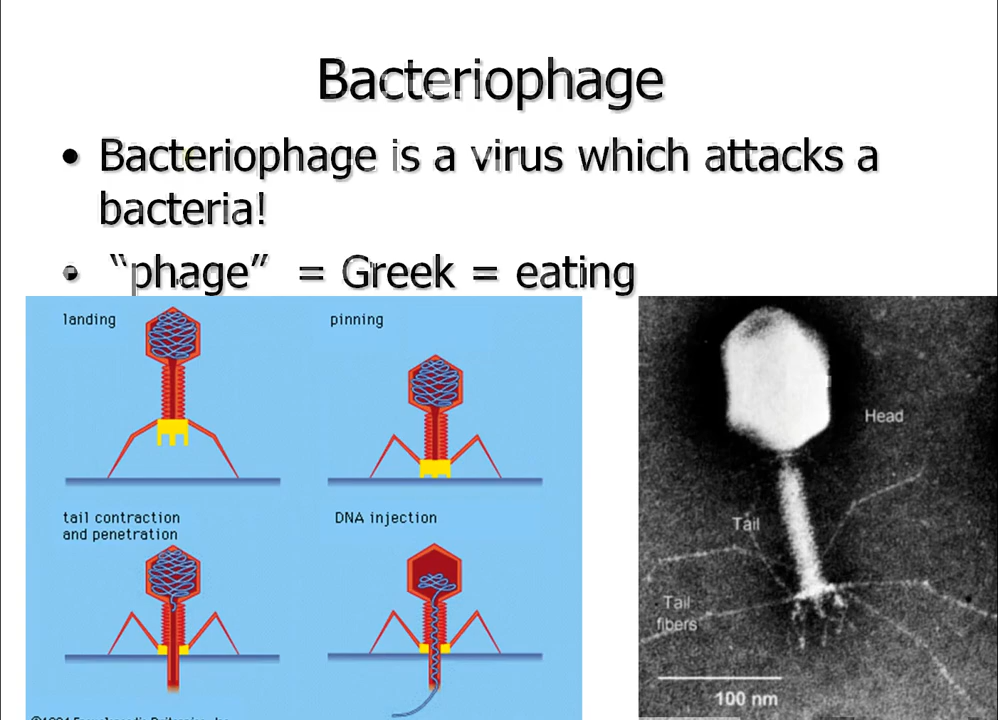 Bacteriophage
• Bacteriophage is a virus which attacks a
bacteria!
• “phage” = Greek = eating
landing
pinning
tail contraction
and penetration
DNA injection
Head
Tail
Tail
fibers
100 nm